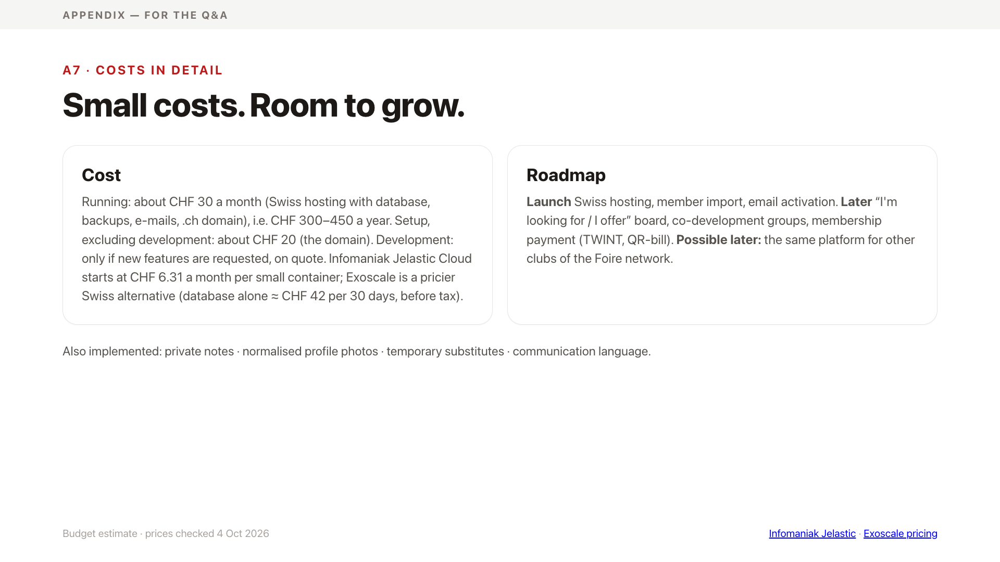 APPENDIX — FOR THE Q&A
A7 · COSTS IN DETAIL
Small costs. Room to grow.
Cost
Running: about CHF 30 a month (Swiss hosting with database,
backups, e-mails, .ch domain), i.e. CHF 300–450 a year. Setup,
excluding development: about CHF 20 (the domain). Development:
only if new features are requested, on quote. Infomaniak Jelastic Cloud
starts at CHF 6.31 a month per small container; Exoscale is a pricier
Swiss alternative (database alone ≈ CHF 42 per 30 days, before tax).
Roadmap
Launch Swiss hosting, member import, email activation. Later “I'm
looking for / I offer” board, co-development groups, membership
payment (TWINT, QR-bill). Possible later: the same platform for other
clubs of the Foire network.
Also implemented: private notes · normalised profile photos · temporary substitutes · communication language.
Budget estimate · prices checked 4 Oct 2026
Infomaniak Jelastic · Exoscale pricing